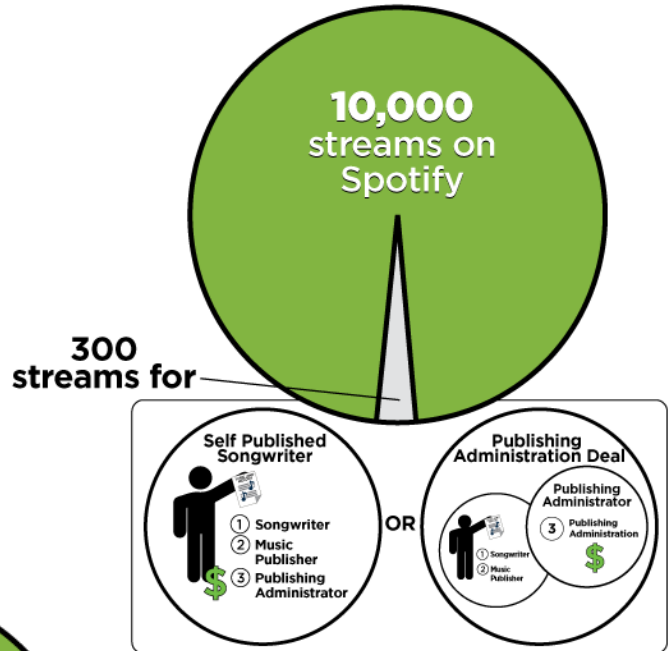 10,000
streams on
Spotify
300
streams for
Self Published
Songwriter
1 Songwriter
2 Music
Publisher
3 Publishing
Administrator
$
OR
Publishing
Administration Deal
Publishing
Administrator
3 Publishing
Administration
$
1 Songwriter
2 Music
Publisher